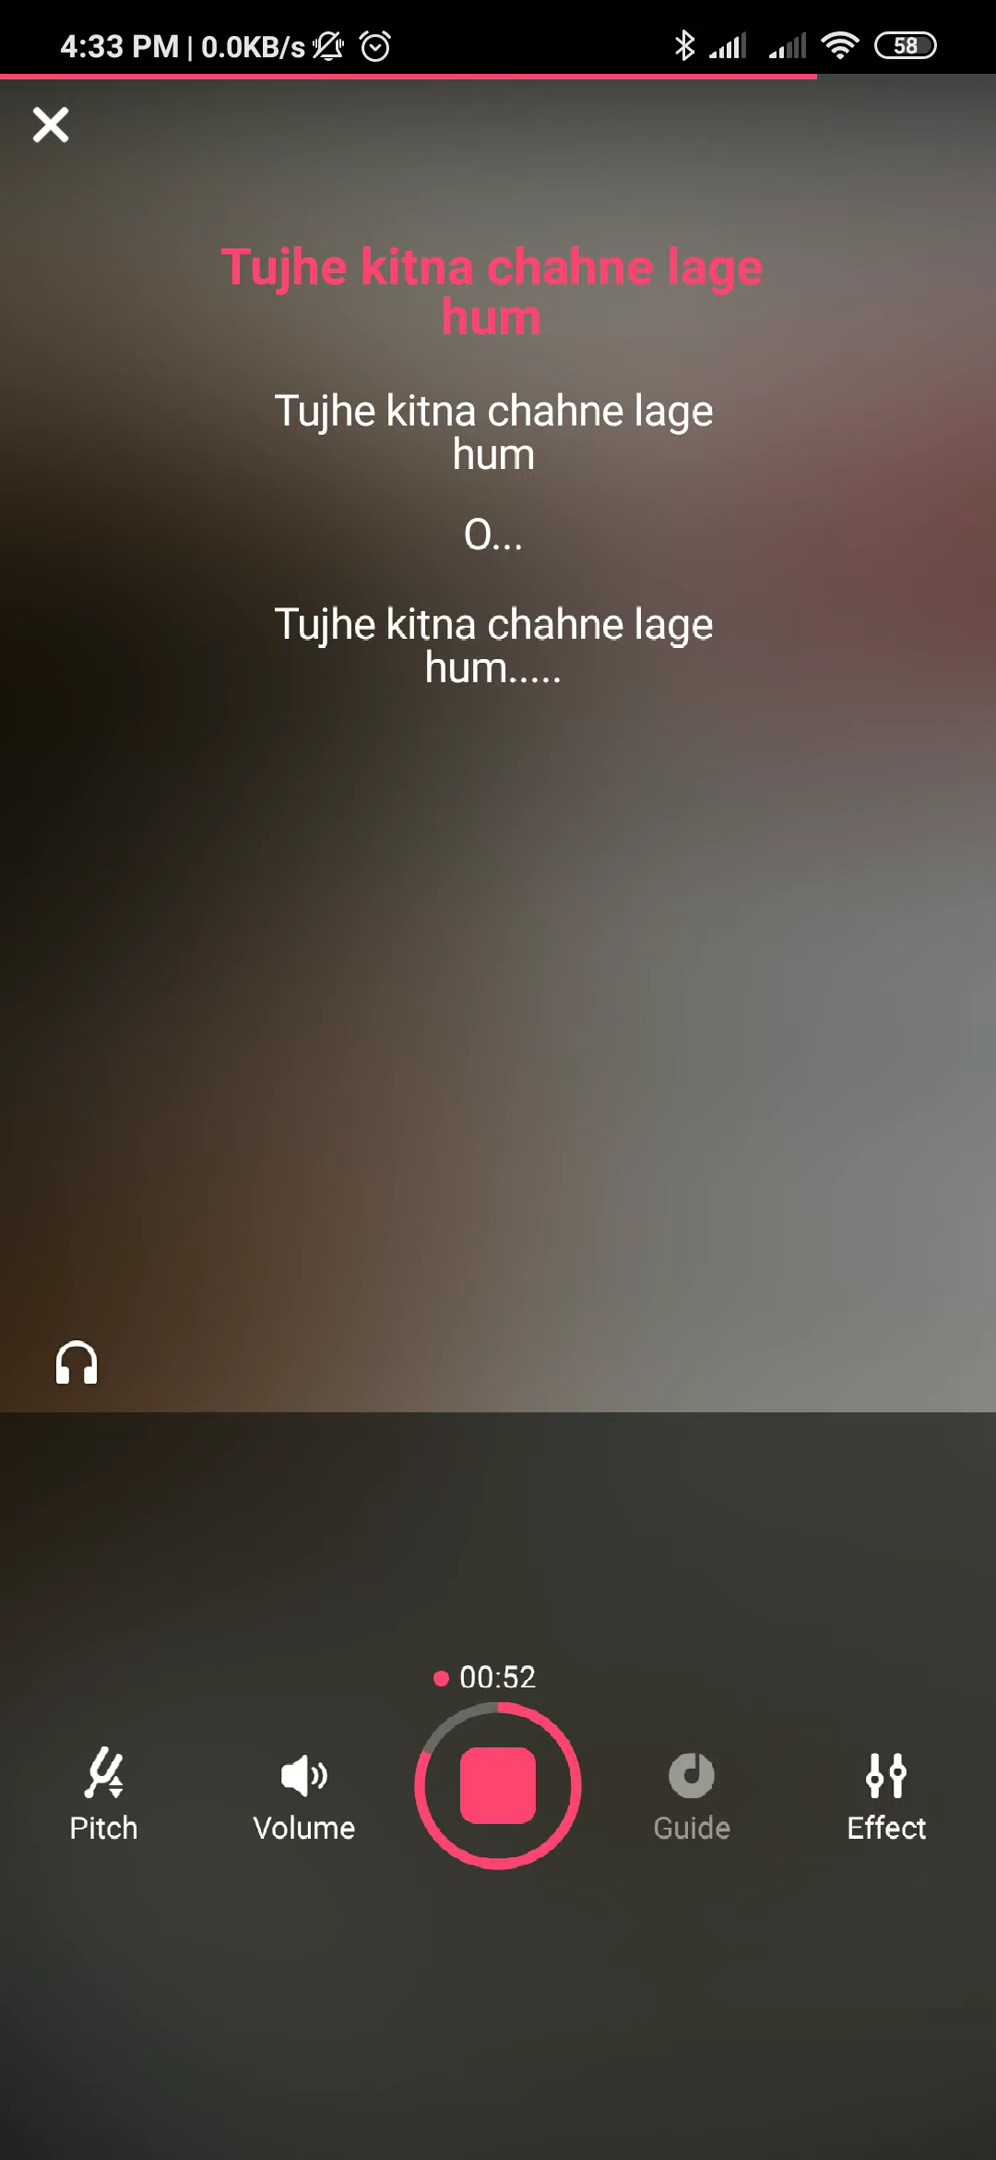 4:33 PM | 0.0KB/s
58
Tujhe kitna chahne lage
hum
Tujhe kitna chahne lage
hum
O...
Tujhe kitna chahne lage
hum.....
00:52
Pitch
Volume
Guide
Effect